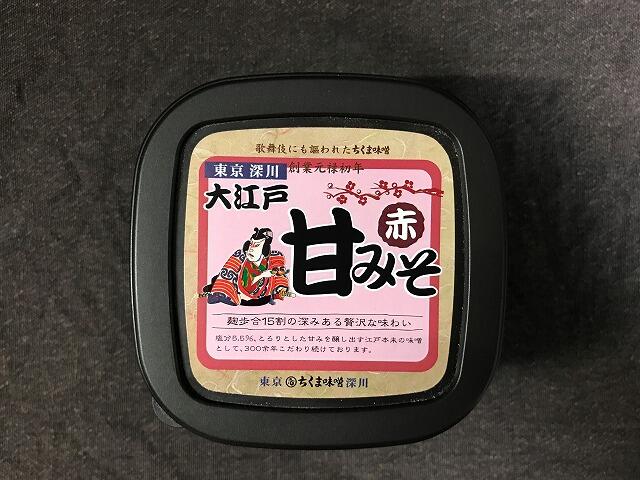 歌舞伎にも謳われたちくま味噌
東京 深川 創業元禄初年
大江戸
赤
甘みそ
麹歩合15割の深みある贅沢な味わい
塩分5.5%、とろりとした甘みを醸し出す江戸本来の味噌
として、300余年こだわり続けております。
東京 ちくま味噌 深川